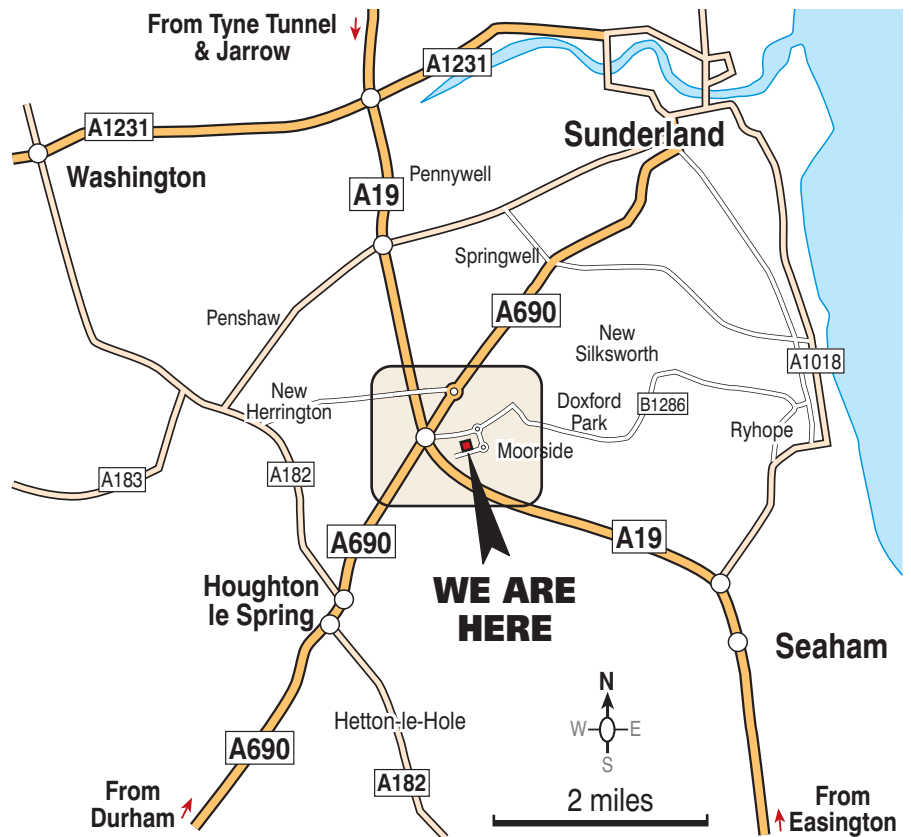 From Tyne Tunnel
& Jarrow
A1231
A1231
Sunderland
Washington
Pennywell
A19
Springwell
Penshaw
A690
New
Silksworth
A1018
New
Herrington
Doxford
Park
B1286
Ryhope
Moorside
A183
A182
A690
A19
Houghton
le Spring
WE ARE
HERE
Seaham
N
W
E
S
Hetton-le-Hole
A690
A182
2 miles
From
Durham
From
Easington